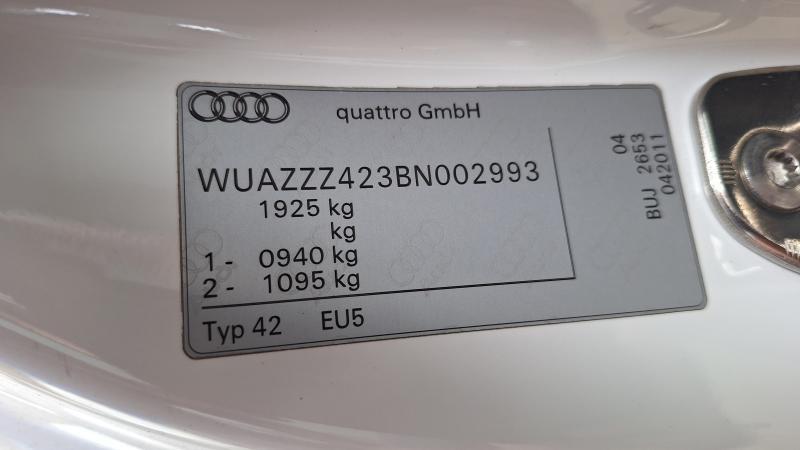 quattro GmbH
WUAZZZ423BN002993
1925 kg
kg
1 - 0940 kg
2 - 1095 kg
Typ 42 EU5
04
BUJ 2653
042011